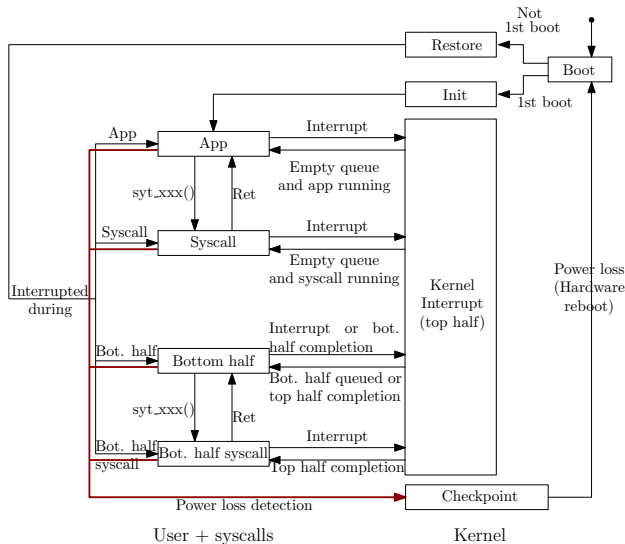 Not
1st boot
Restore
Boot
Init
1st boot
App
App
Interrupt
Empty queue
and app running
syt_xxx()
Ret
Syscall
Syscall
Interrupt
Empty queue
and syscall running
Kernel
Interrupt
(top half)
Power loss
(Hardware
reboot)
Interrupted
during
Interrupt or bot.
half completion
Bot. half
Bottom half
Bot. half queued or
top half completion
syt_xxx()
Ret
Interrupt
Bot. half
syscall
Bot. half syscall
Top half completion
Checkpoint
Power loss detection
User + syscalls
Kernel